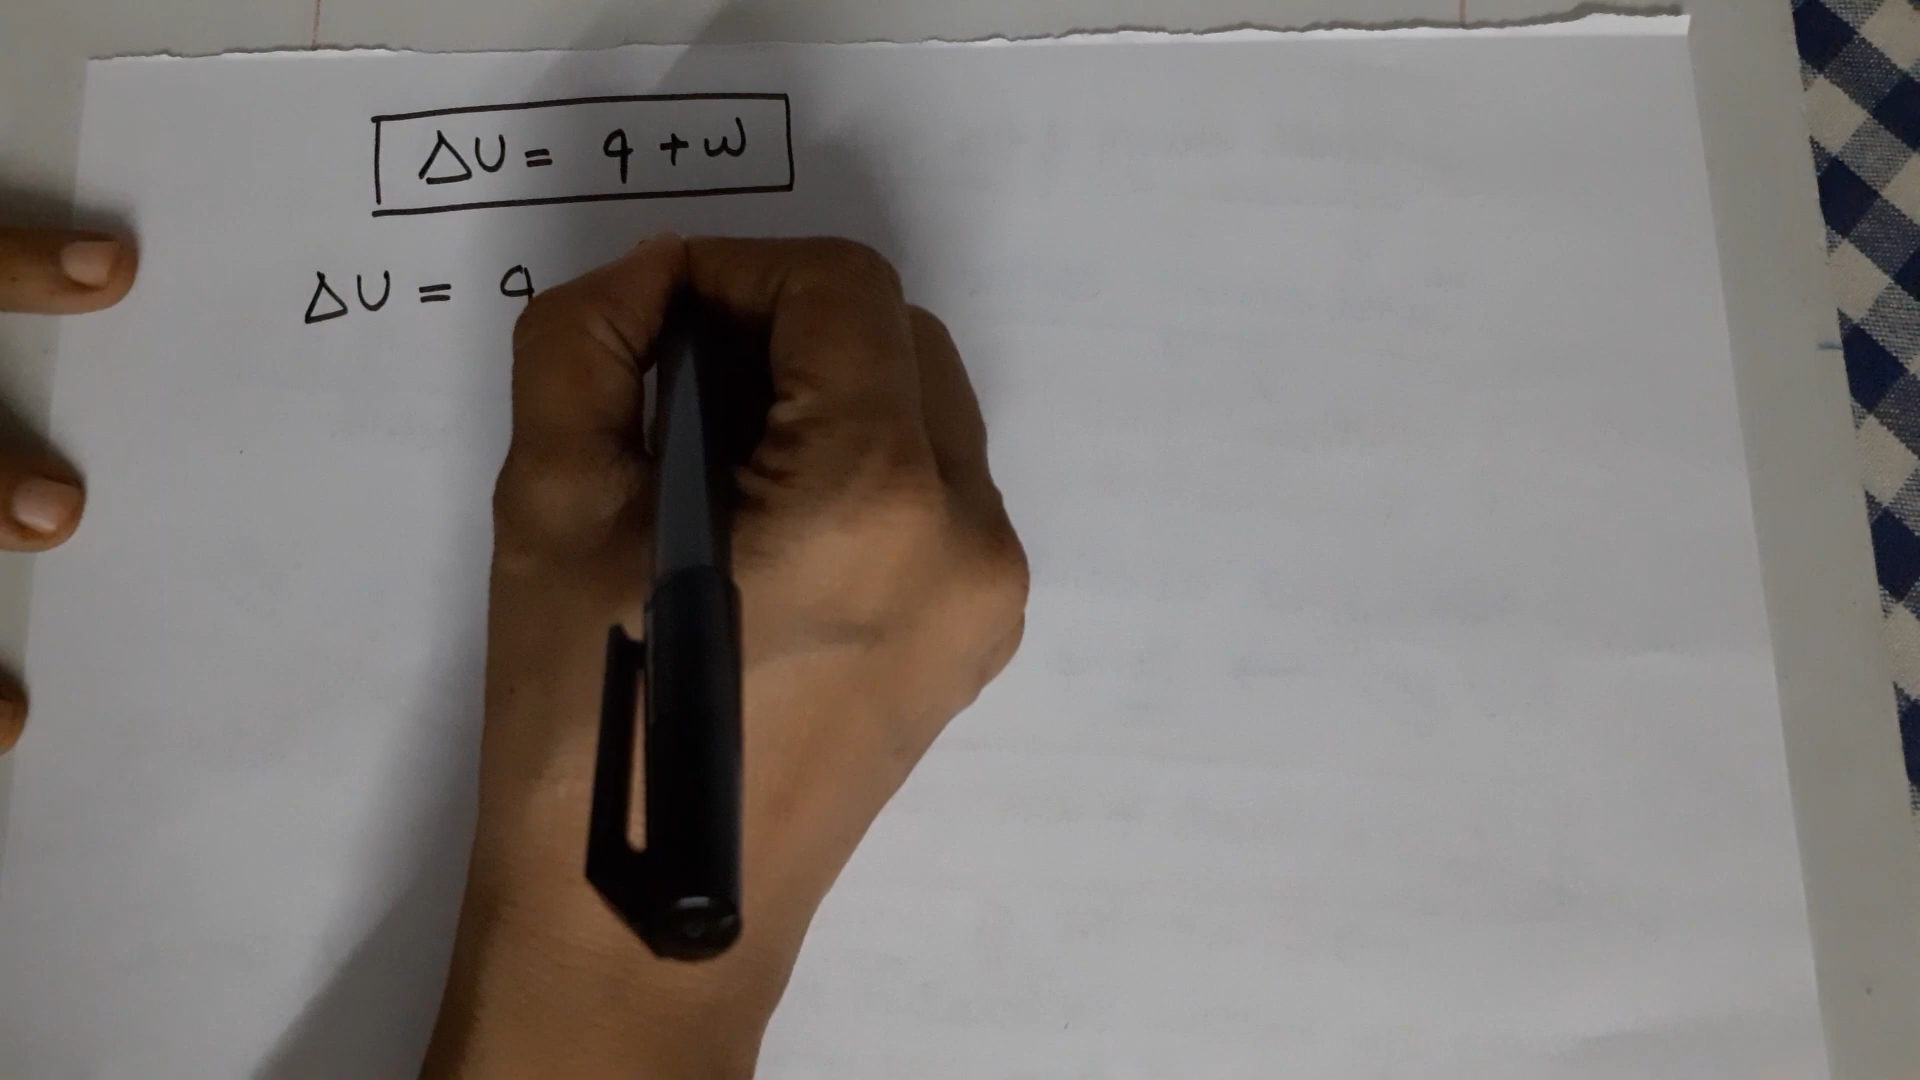 ΔU = q + w
ΔU = q